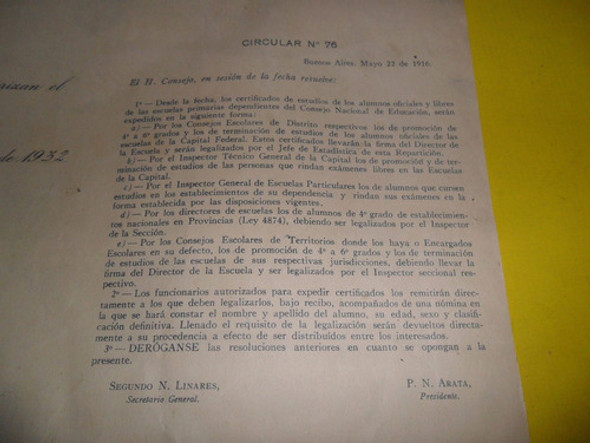 CIRCULAR Nº 76
Buenos Aires, Mayo 22 de 1916.
El H. Consejo, en sesión de la fecha resuelve:
1º — Desde la fecha, los certificados de estudios de los alumnos oficiales y libres
de las escuelas primarias dependientes del Consejo Nacional de Educación, serán
expedidos en la siguiente forma:
a) — Por los Consejos Escolares de Distrito respectivos los de promoción de
4º a 6º grados y los de terminación de estudios de los alumnos oficiales de las
escuelas de la Capital Federal. Estos certificados llevarán la firma del Director de
la Escuela y serán legalizados por el Jefe de Estadística de esta Repartición.
b) — Por el Inspector Técnico General de la Capital los de promoción y de ter-
minación de estudios de las personas que rindan exámenes libres en las Escuelas
de la Capital.
c) — Por el Inspector General de Escuelas Particulares los de alumnos que cursen
estudios en los establecimientos de su dependencia y rindan sus exámenes en la
forma establecida por las disposiciones vigentes.
d) — Por los directores de escuelas los de alumnos de 4º grado de establecimien-
tos nacionales en Provincias (Ley 4874), debiendo ser legalizados por el Inspector
de la Sección.
e) — Por los Consejos Escolares de Territorios donde los haya o Encargados
Escolares en su defecto, los de promoción de 4º a 6º grados y los de terminación
de estudios de las escuelas de sus respectivas jurisdicciones, debiendo llevar la
firma del Director de la Escuela y ser legalizados por el Inspector seccional res-
pectivo.
2º — Los funcionarios autorizados para expedir certificados los remitirán direc-
tamente a los que deben legalizarlos, bajo recibo, acompañados de una nómina en
la que se hará constar el nombre y apellido del alumno, su edad, sexo y clasifi-
cación definitiva. Llenado el requisito de la legalización serán devueltos directa-
mente a su procedencia a efecto de ser distribuídos entre los interesados.
3º — DERÓGANSE las resoluciones anteriores en cuanto se opongan a la
presente.
SEGUNDO N. LINARES,
Secretario General.
P. N. ARATA,
Presidente.
el
de 1932